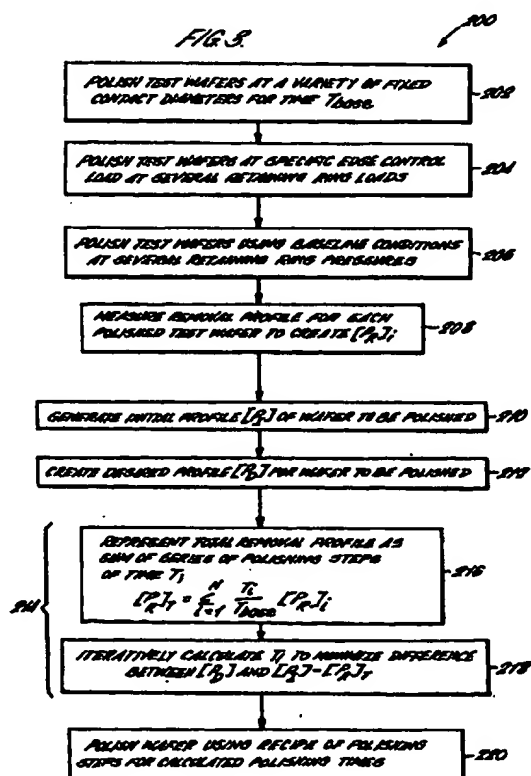 FIG. 3.
200
POLISH TEST WAFERS AT A VARIETY OF FIXED
CONTACT DIAMETERS FOR TIME Tbase
202
POLISH TEST WAFERS AT SPECIFIC EDGE CONTROL
LOAD AT SEVERAL RETAINING RING LOADS
204
POLISH TEST WAFERS USING BASELINE CONDITIONS
AT SEVERAL RETAINING RING PRESSURES
206
MEASURE REMOVAL PROFILE FOR EACH
POLISHED TEST WAFER TO CREATE [PR]i
208
GENERATE INITIAL PROFILE [PI] OF WAFER TO BE POLISHED
210
CREATE DESIRED PROFILE [PD] FOR WAFER TO BE POLISHED
212
214
REPRESENT TOTAL REMOVAL PROFILE AS
SUM OF SERIES OF POLISHING STEPS
OF TIME Ti
[PR]T = Σ N i=1 Ti/Tbase [PR]i
216
ITERATIVELY CALCULATE Ti TO MINIMIZE DIFFERENCE
BETWEEN [PD] AND [PI]-[PR]T
218
POLISH WAFER USING RECIPE OF POLISHING
STEPS FOR CALCULATED POLISHING TIMES
220